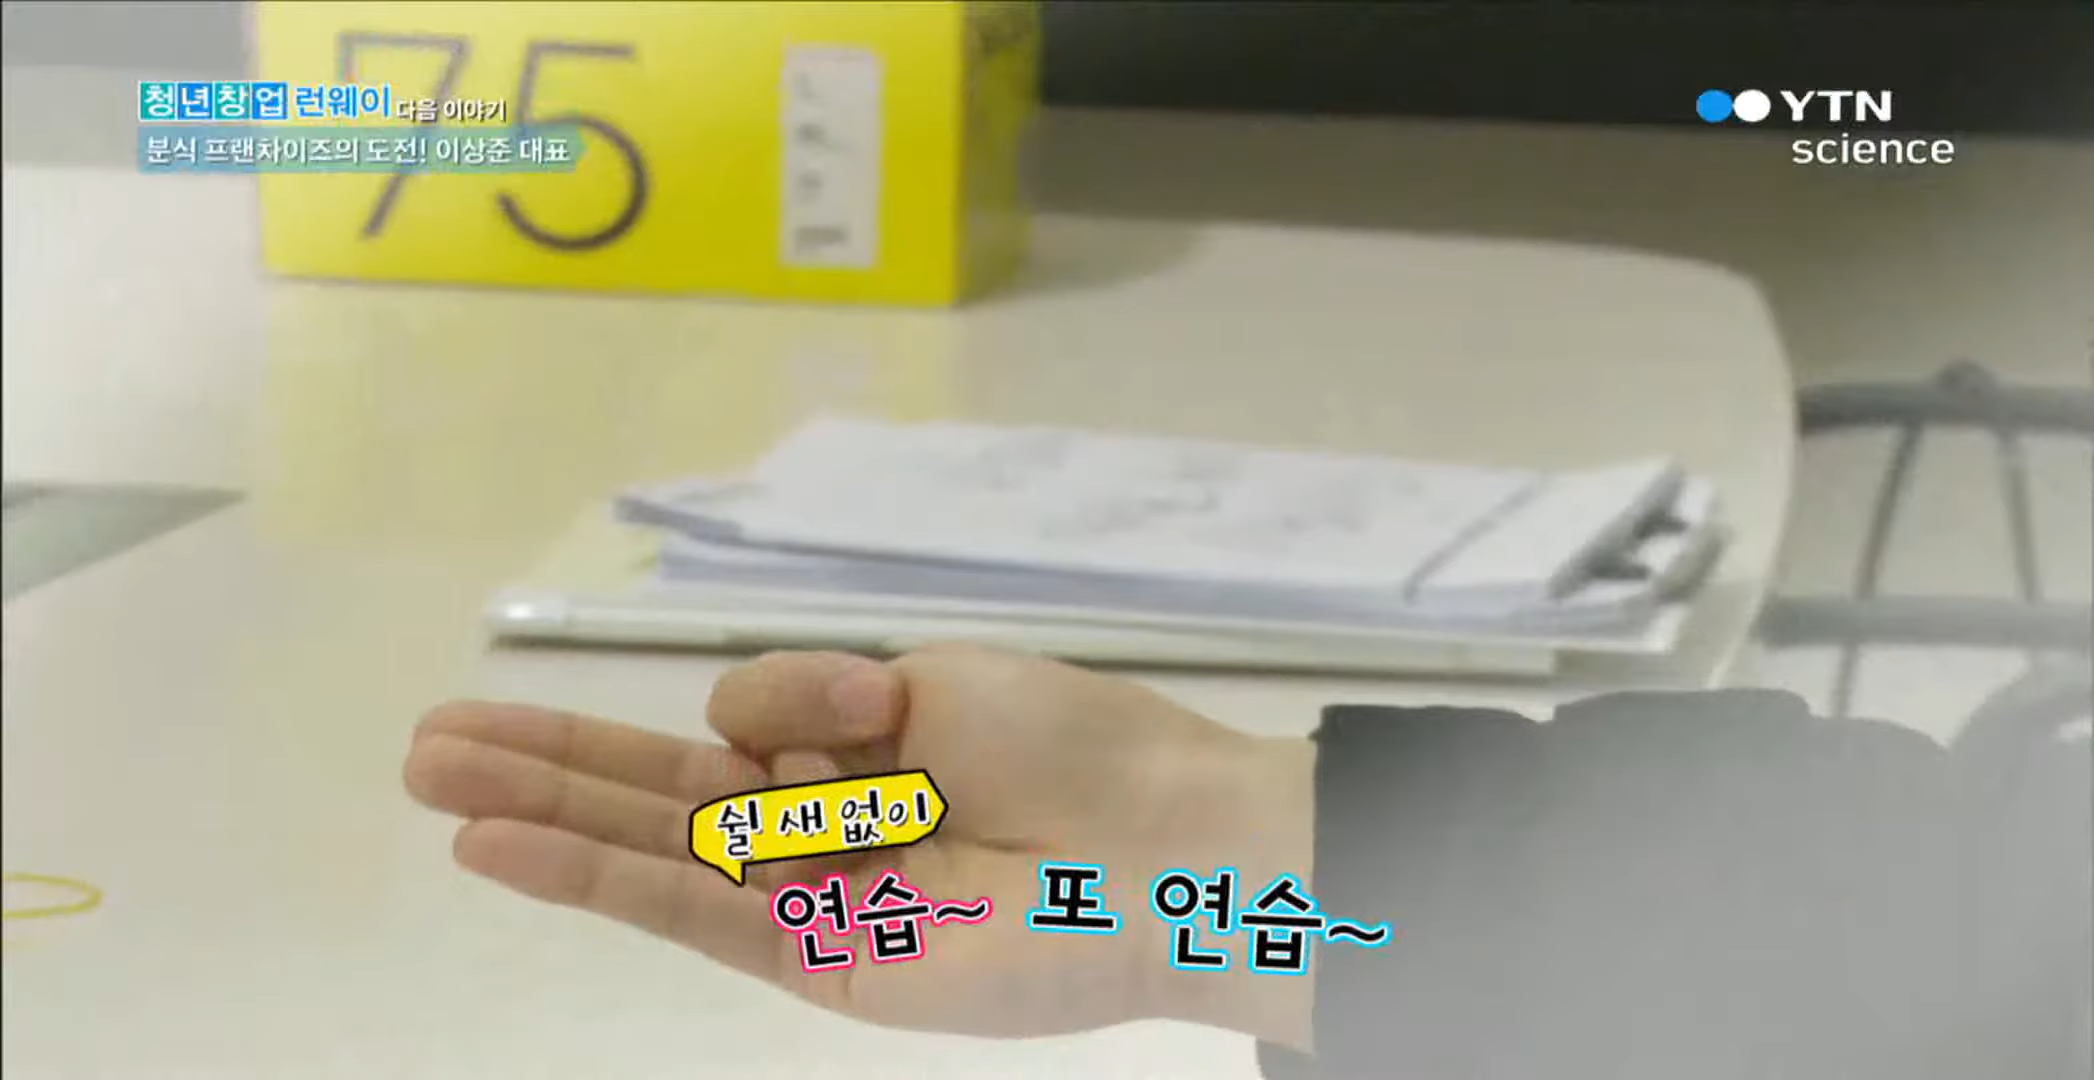 75
청년창업 런웨이 다음 이야기
분식 프랜차이즈의 도전! 이상준 대표
YTN
science
쉴 새 없이
연습~ 또 연습~